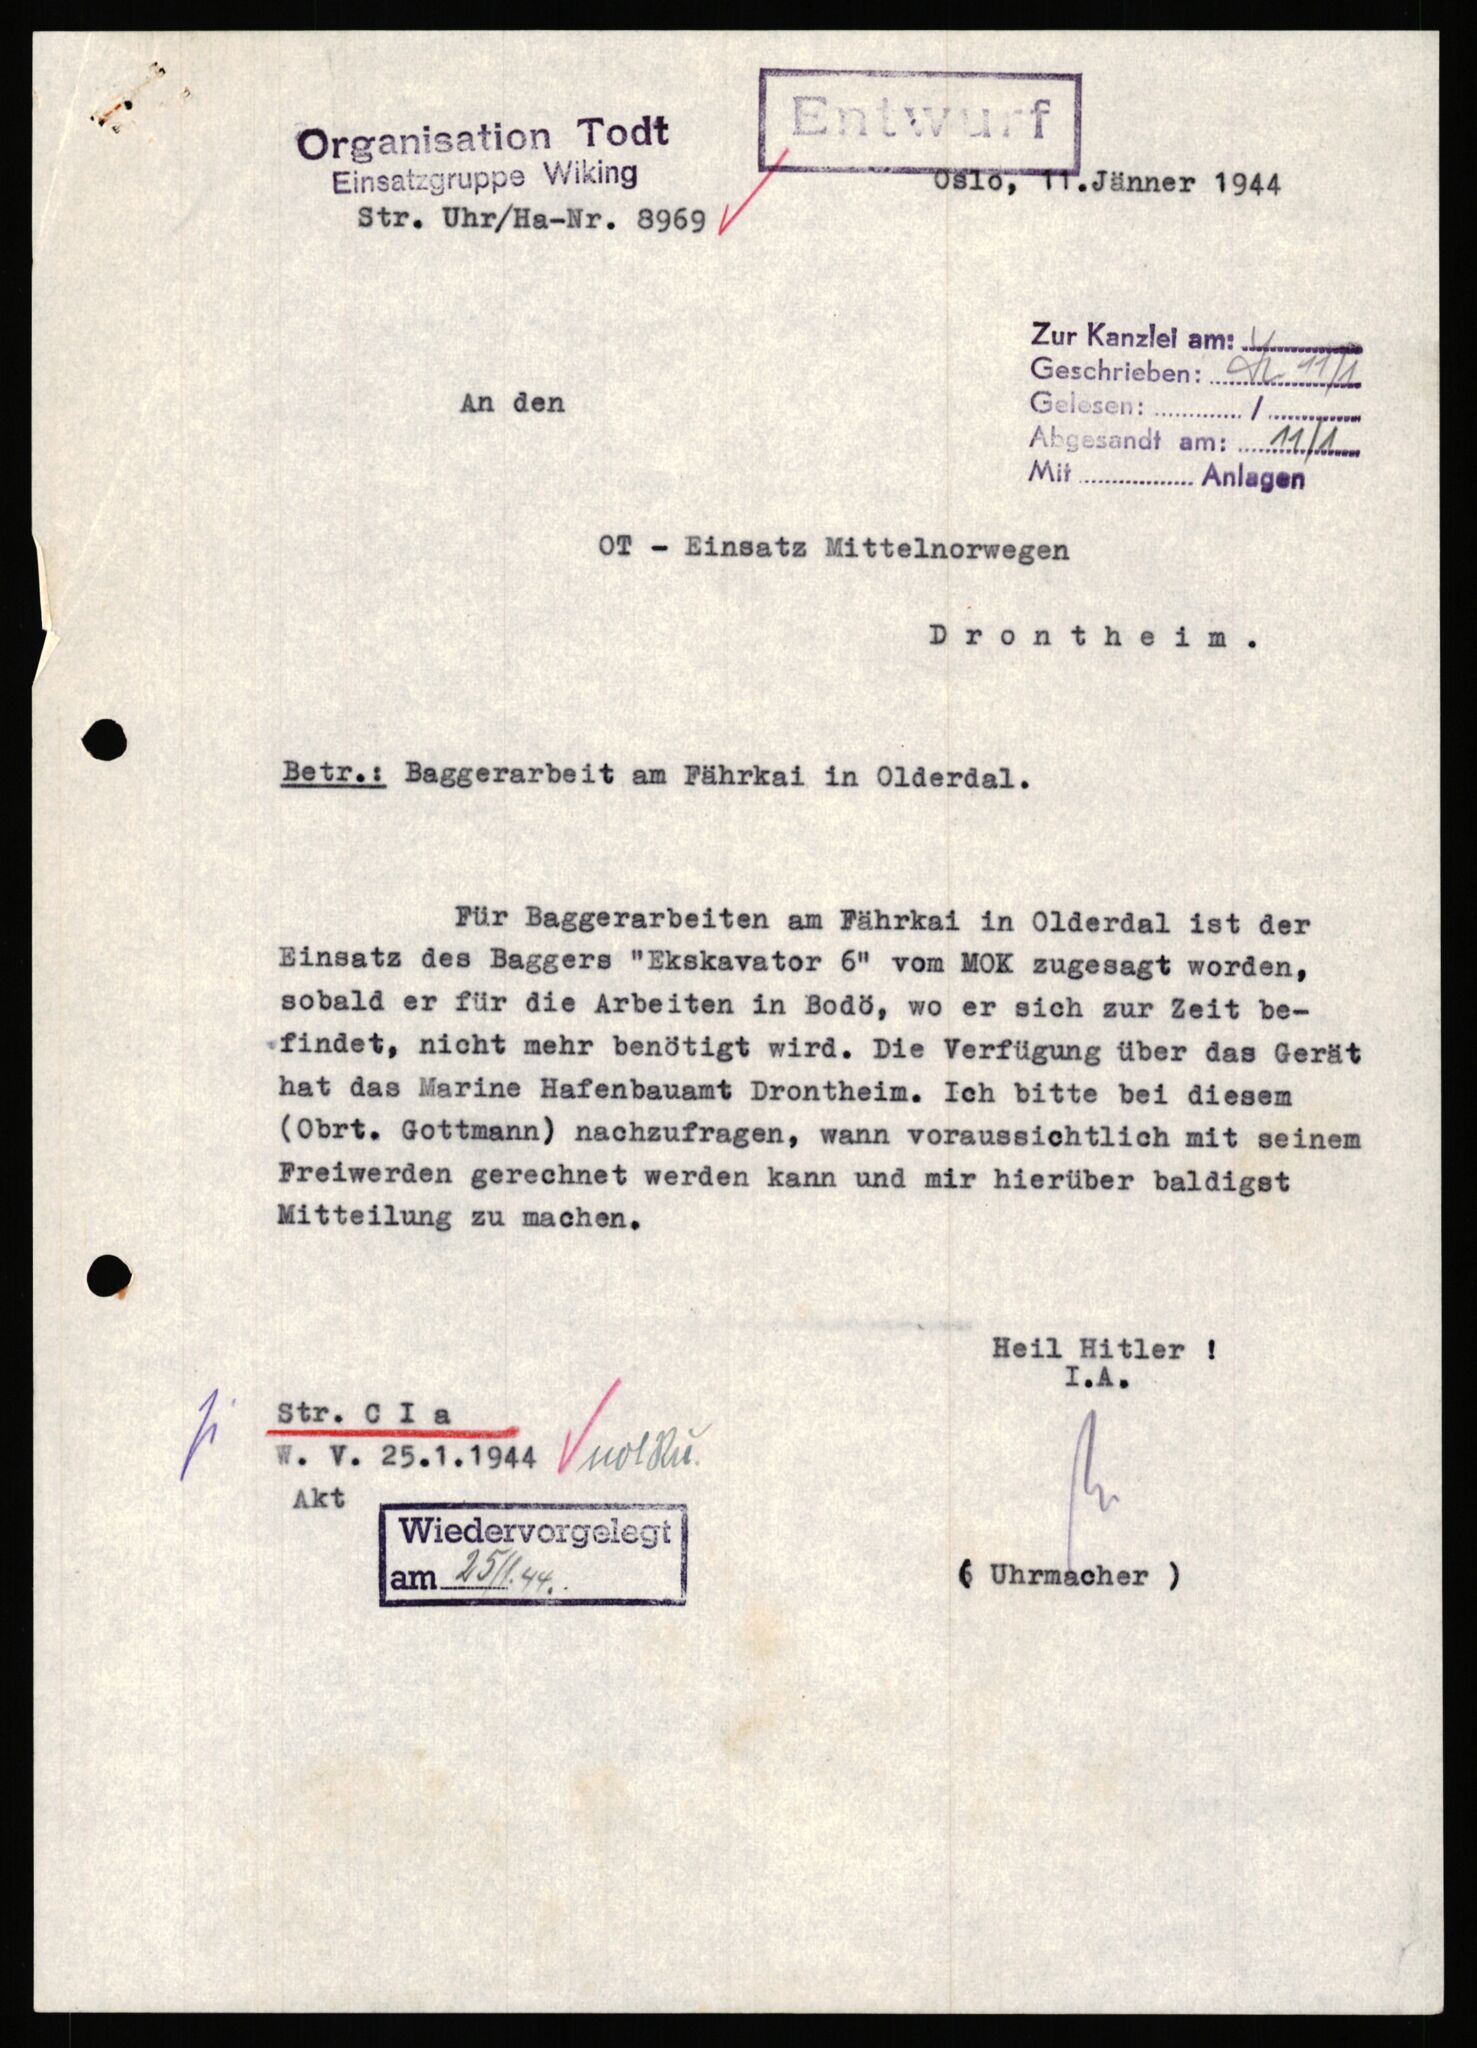 Entwurf
Organisation Todt
Einsatzgruppe Wiking
Str. Uhr/Ha-Nr. 8969
Oslo, 11.Jänner 1944
Zur Kanzlei am:
Geschrieben: 11/1
Gelesen: /
Abgesandt am: 11/1
Mit Anlagen
An den
OT - Einsatz Mittelnorwegen
D r o n t h e i m .
Betr.: Baggerarbeit am Fährkai in Olderdal.
Für Baggerarbeiten am Fährkai in Olderdal ist der
Einsatz des Baggers "Ekskavator 6" vom MOK zugesagt worden,
sobald er für die Arbeiten in Bodö, wo er sich zur Zeit be-
findet, nicht mehr benötigt wird. Die Verfügung über das Gerät
hat das Marine Hafenbauamt Drontheim. Ich bitte bei diesem
(Obrt. Gottmann) nachzufragen, wann voraussichtlich mit seinem
Freiwerden gerechnet werden kann und mir hierüber baldigst
Mitteilung zu machen.
Heil Hitler !
I.A.
Str. C I a
W. V. 25.1.1944
Akt
Wiedervorgelegt
am 25/1.44.
( Uhrmacher )